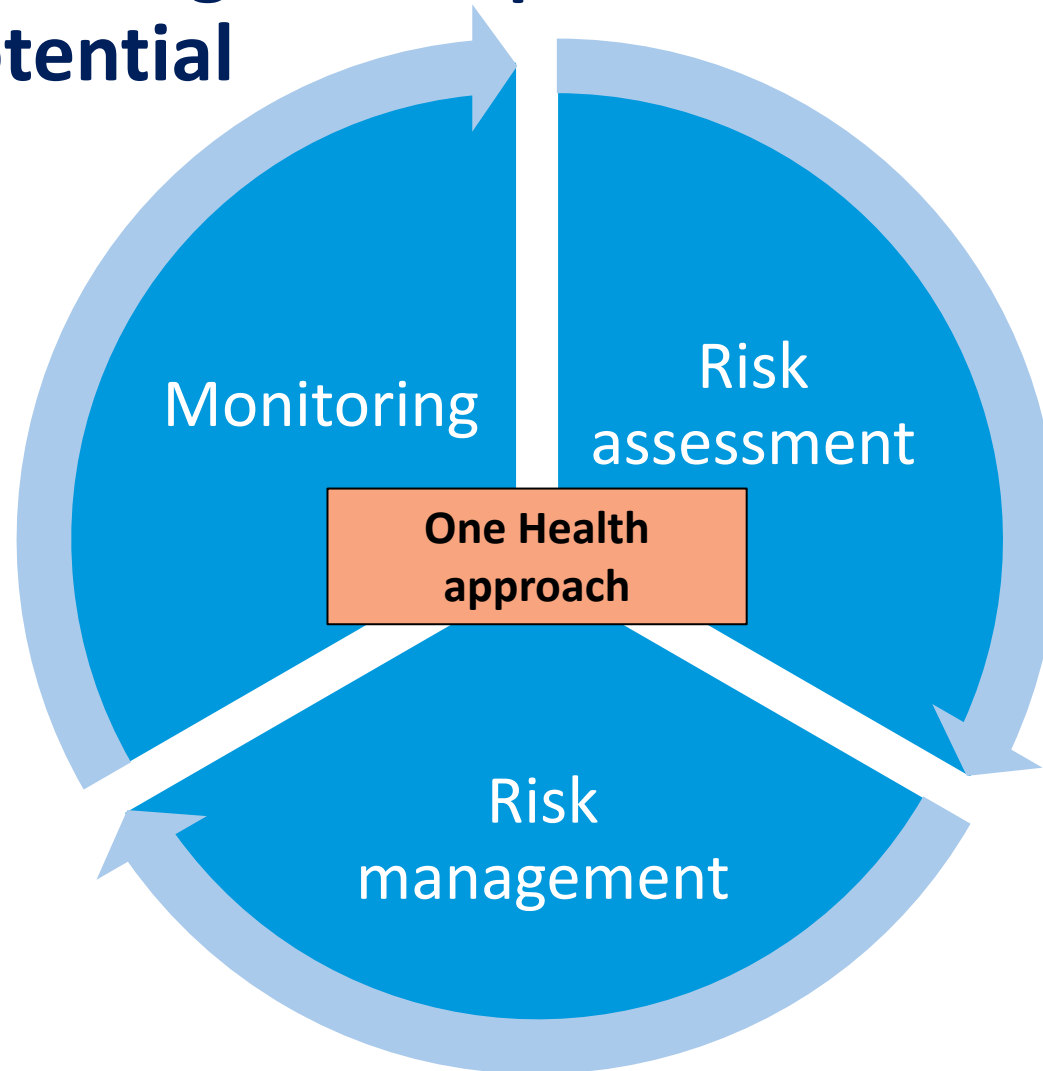 otential
Monitoring
Risk
assessment
One Health
approach
Risk
management